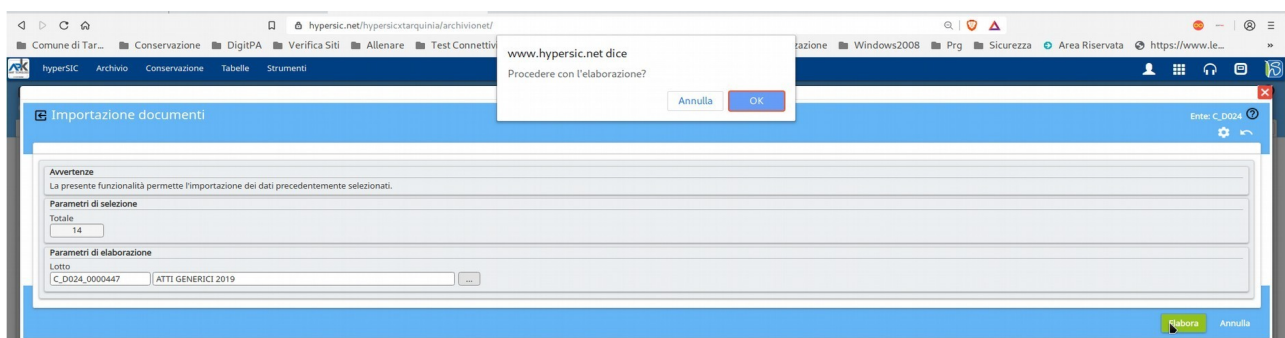 hypersic.net/hypersicxtarquinia/archivionet/
Comune di Tar... Conservazione DigitPA Verifica Siti Allenare Test Connettiv
zazione Windows2008 Prg Sicurezza Area Riservata https://www.le... »
www.hypersic.net dice
Procedere con l'elaborazione?
Annulla OK
hyperSIC Archivio Conservazione Tabelle Strumenti
Importazione documenti
Ente: C_D024
Avvertenze
La presente funzionalità permette l'importazione dei dati precedentemente selezionati.
Parametri di selezione
Totale
14
Parametri di elaborazione
Lotto
C_D024_0000447 ATTI GENERICI 2019 ...
Elabora Annulla